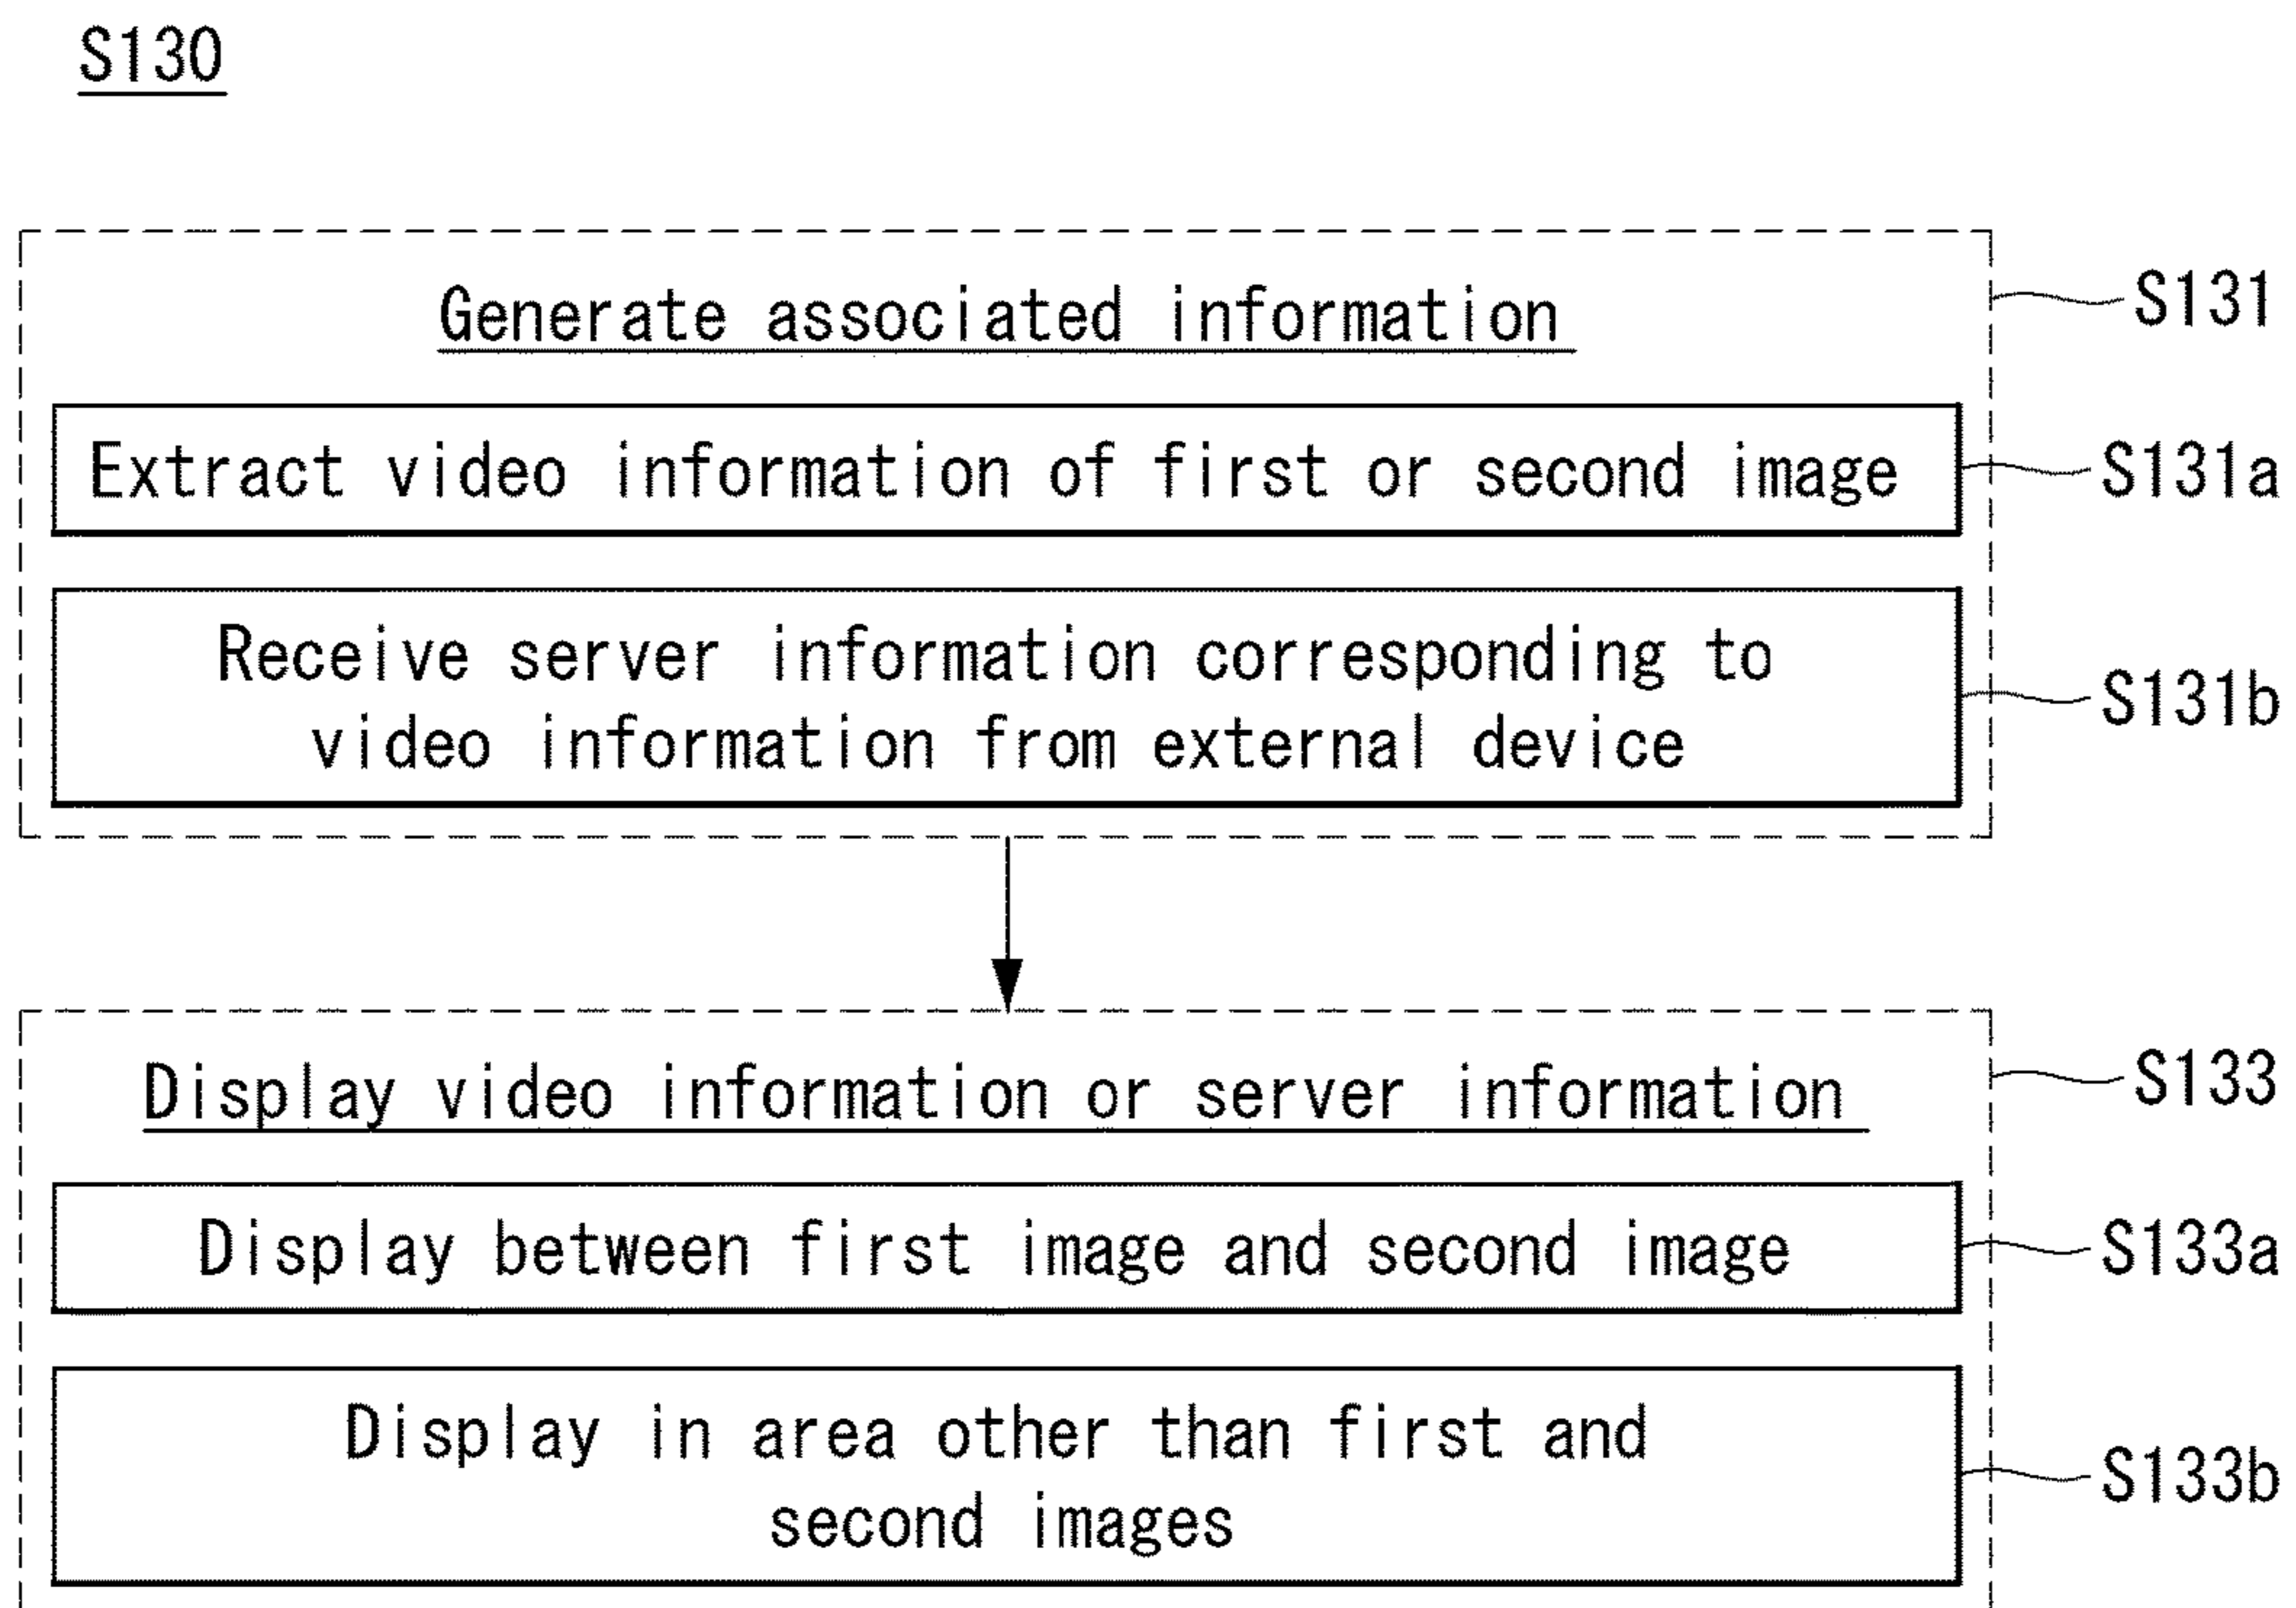 S130
Generate associated information
S131
Extract video information of first or second image
S131a
Receive server information corresponding to
video information from external device
S131b
Display video information or server information
S133
Display between first image and second image
S133a
Display in area other than first and
second images
S133b